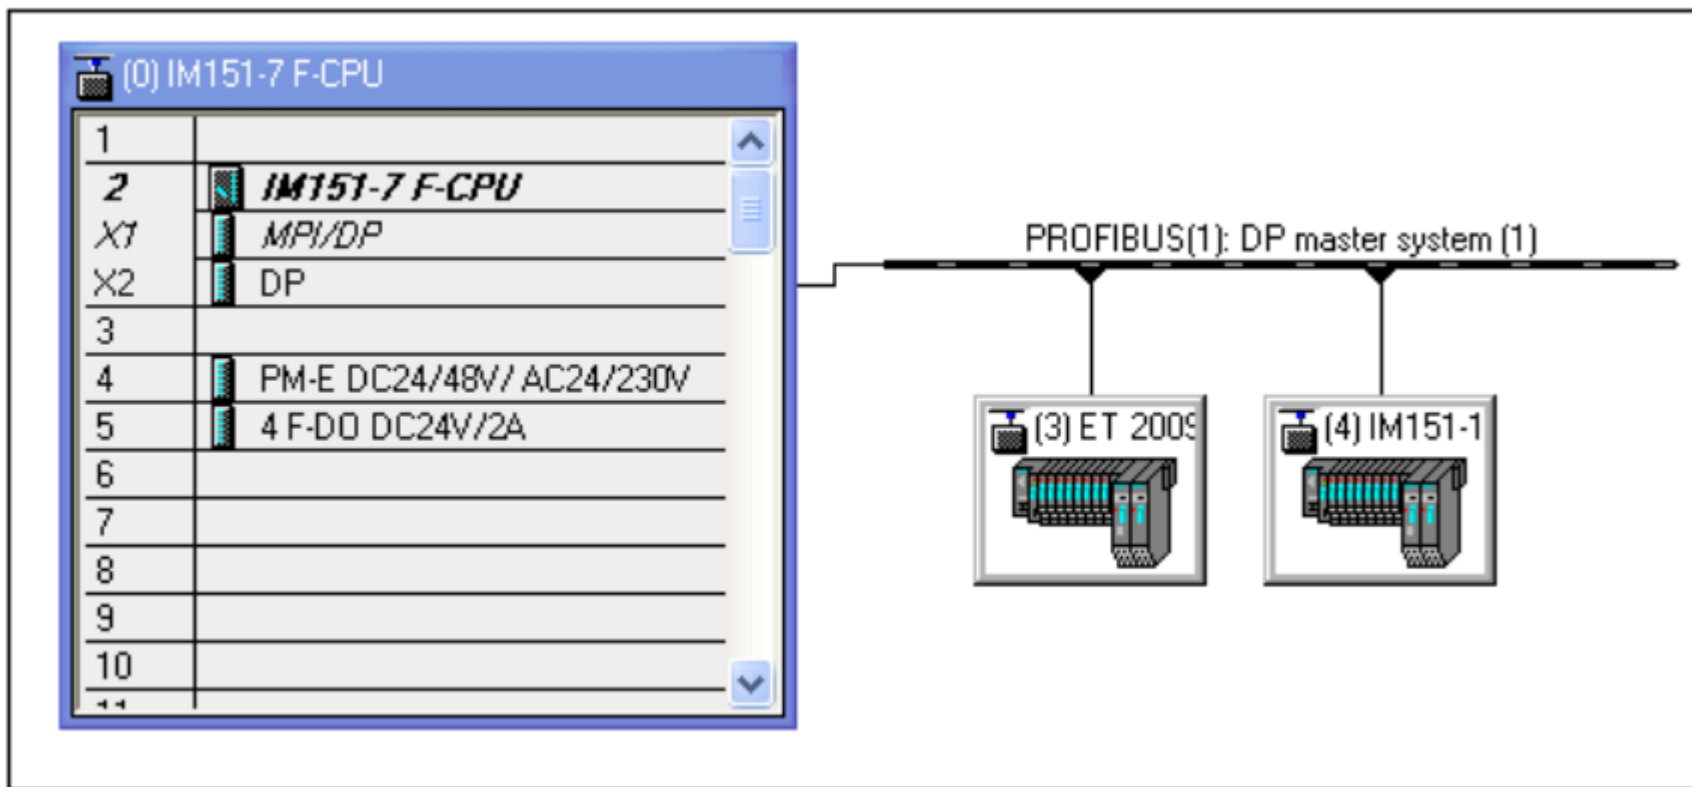 (0) IM151-7 F-CPU
1
2 IM151-7 F-CPU
X1 MPI/DP
X2 DP
3
4 PM-E DC24/48V/ AC24/230V
5 4 F-DO DC24V/2A
6
7
8
9
10
PROFIBUS(1): DP master system (1)
(3) ET 200S
(4) IM151-1